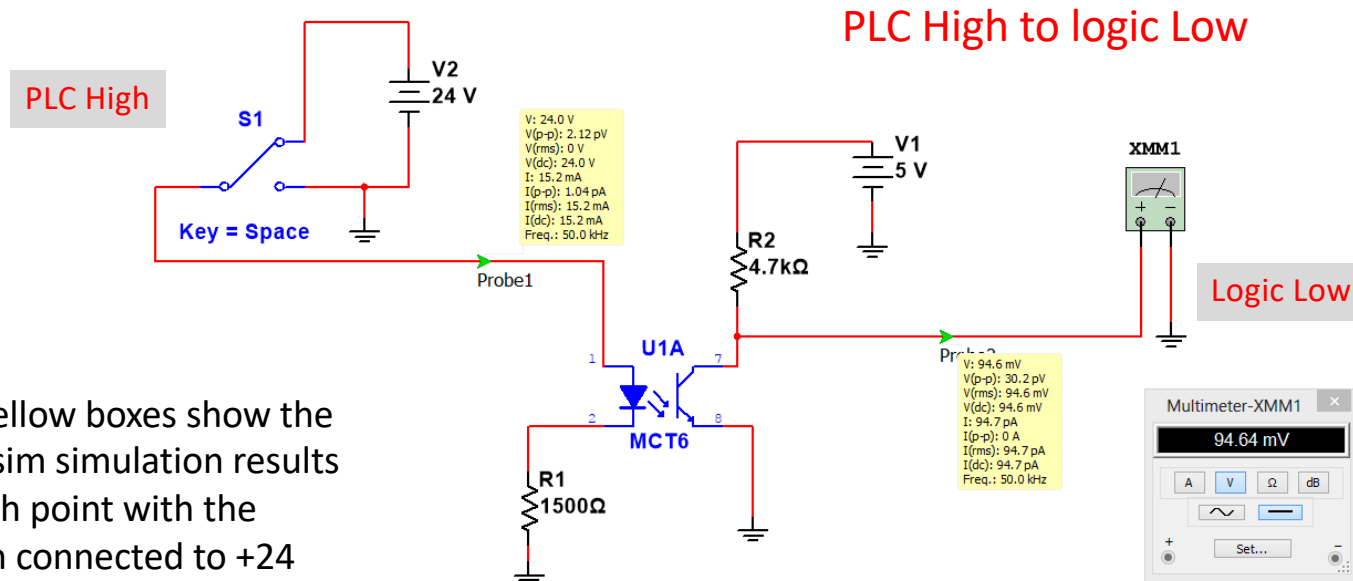 PLC High to logic Low
PLC High
S1
V2
24 V
Key = Space
V: 24.0 V
V(p-p): 2.12 pV
V(rms): 0 V
V(dc): 24.0 V
I: 15.2 mA
I(p-p): 1.04 pA
I(rms): 15.2 mA
I(dc): 15.2 mA
Freq.: 50.0 kHz
Probe1
V1
5 V
XMM1
+ –
R2
4.7kΩ
Logic Low
U1A
1
7
2
8
MCT6
R1
1500Ω
V: 94.6 mV
V(p-p): 30.2 pV
V(rms): 94.6 mV
V(dc): 94.6 mV
I: 94.7 pA
I(p-p): 0 A
I(rms): 94.7 pA
I(dc): 94.7 pA
Freq.: 50.0 kHz
ellow boxes show the
sim simulation results
h point with the
n connected to +24
Multimeter-XMM1
94.64 mV
A V Ω dB
+ Set... –